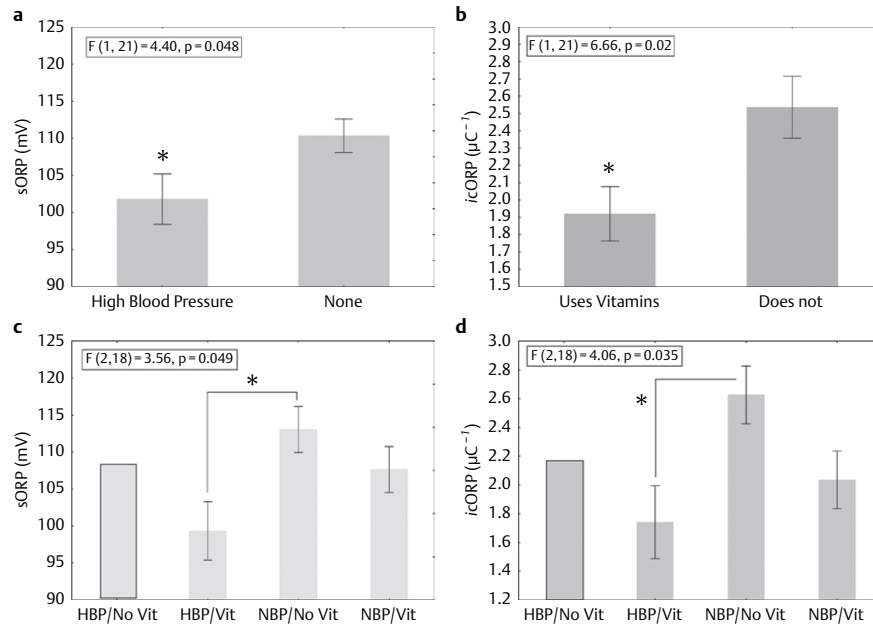 a
125
120
115
110
105
100
95
90
sORP (mV)
F (1, 21) = 4.40, p = 0.048
*
High Blood Pressure
None
b
3.0
2.9
2.8
2.7
2.6
2.5
2.4
2.3
2.2
2.1
2.0
1.9
1.8
1.7
1.6
1.5
icORP (µC⁻¹)
F (1, 21) = 6.66, p = 0.02
*
Uses Vitamins
Does not
c
125
120
115
110
105
100
95
90
sORP (mV)
F (2,18) = 3.56, p = 0.049
*
HBP/No Vit
HBP/Vit
NBP/No Vit
NBP/Vit
d
3.0
2.8
2.6
2.4
2.2
2.0
1.8
1.6
1.4
1.2
icORP (µC⁻¹)
F (2,18) = 4.06, p = 0.035
*
HBP/No Vit
HBP/Vit
NBP/No Vit
NBP/Vit